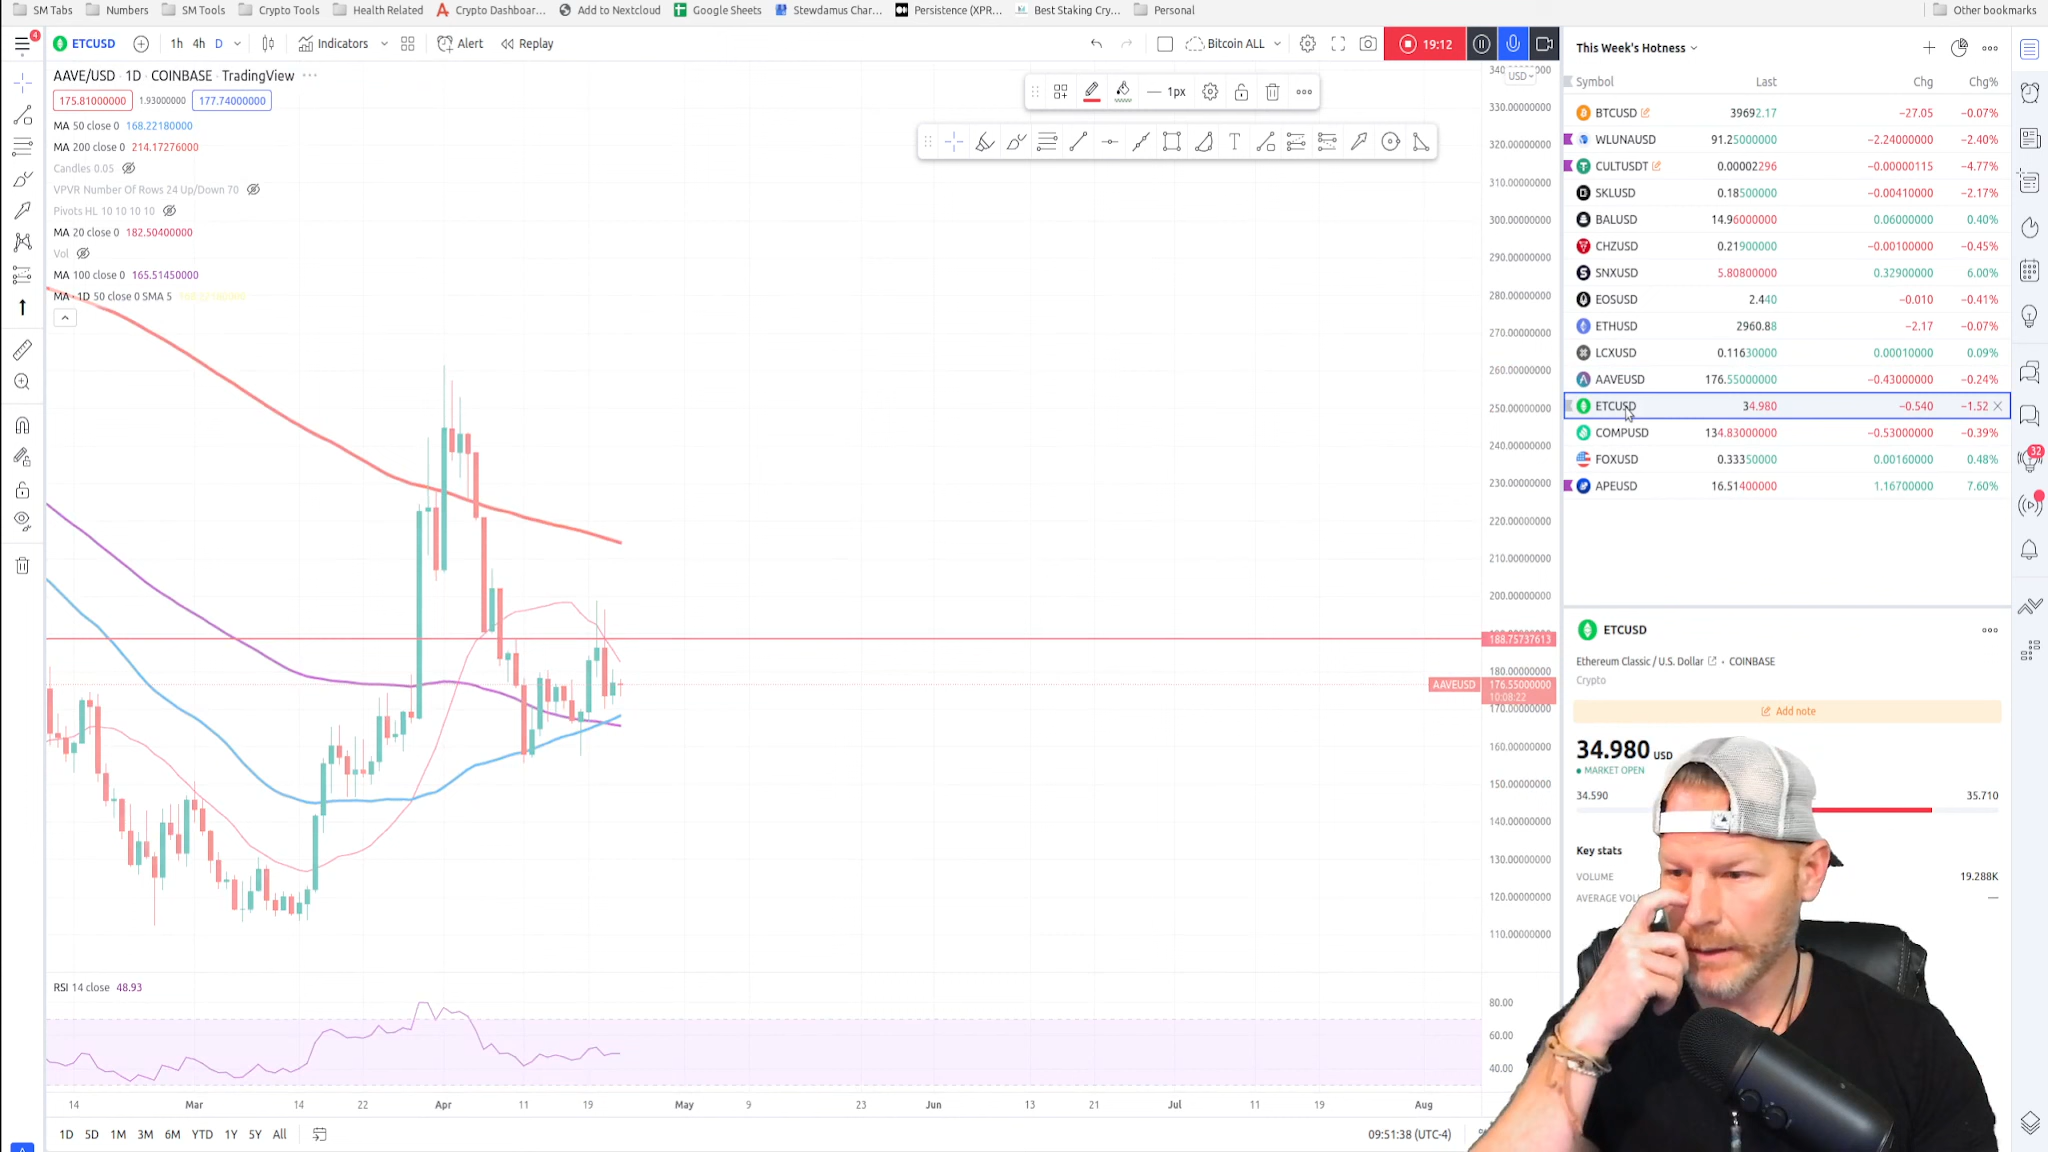 SM Tabs Numbers SM Tools Crypto Tools Health Related Crypto Dashboar... Add to Nextcloud Google Sheets Stewdamus Char... Persistence (XPR... Best Staking Cry... Personal Other bookmarks
4 ETCUSD 1h 4h D Indicators Alert Replay Bitcoin ALL 19:12
AAVE/USD · 1D · COINBASE · TradingView ···
175.81000000 1.93000000 177.74000000
MA 50 close 0 168.22180000
MA 200 close 0 214.17276000
Candles 0.05
VPVR Number Of Rows 24 Up/Down 70
Pivots HL 10 10 10 10
MA 20 close 0 182.50400000
Vol
MA 100 close 0 165.51450000
MA · 1D 50 close 0 SMA 5
1px
T
USD
330.00000000
320.00000000
310.00000000
300.00000000
290.00000000
280.00000000
270.00000000
260.00000000
250.00000000
240.00000000
230.00000000
220.00000000
210.00000000
200.00000000
188.75737613
180.00000000
AAVEUSD 176.55000000
10:08:22
170.00000000
160.00000000
150.00000000
140.00000000
130.00000000
120.00000000
110.00000000
RSI 14 close 48.93
80.00
60.00
40.00
14 Mar 14 22 Apr 11 19 May 9 23 Jun 13 21 Jul 11 19 Aug
1D 5D 1M 3M 6M YTD 1Y 5Y All 09:51:38 (UTC-4)
This Week's Hotness
Symbol Last Chg Chg%
BTCUSD 39692.17 −27.05 −0.07%
WLUNAUSD 91.25000000 −2.24000000 −2.40%
CULTUSDT 0.00002296 −0.00000115 −4.77%
SKLUSD 0.18500000 −0.00410000 −2.17%
BALUSD 14.96000000 0.06000000 0.40%
CHZUSD 0.21900000 −0.00100000 −0.45%
SNXUSD 5.80800000 0.32900000 6.00%
EOSUSD 2.440 −0.010 −0.41%
ETHUSD 2960.88 −2.17 −0.07%
LCXUSD 0.11630000 0.00010000 0.09%
AAVEUSD 176.55000000 −0.43000000 −0.24%
ETCUSD 34.980 −0.540 −1.52
COMPUSD 134.83000000 −0.53000000 −0.39%
FOXUSD 0.33350000 0.00160000 0.48%
APEUSD 16.51400000 1.16700000 7.60%
32
ETCUSD
Ethereum Classic / U.S. Dollar · COINBASE
Crypto
Add note
34.980 USD
MARKET OPEN
34.590 35.710
Key stats
VOLUME 19.288K
AVERAGE —